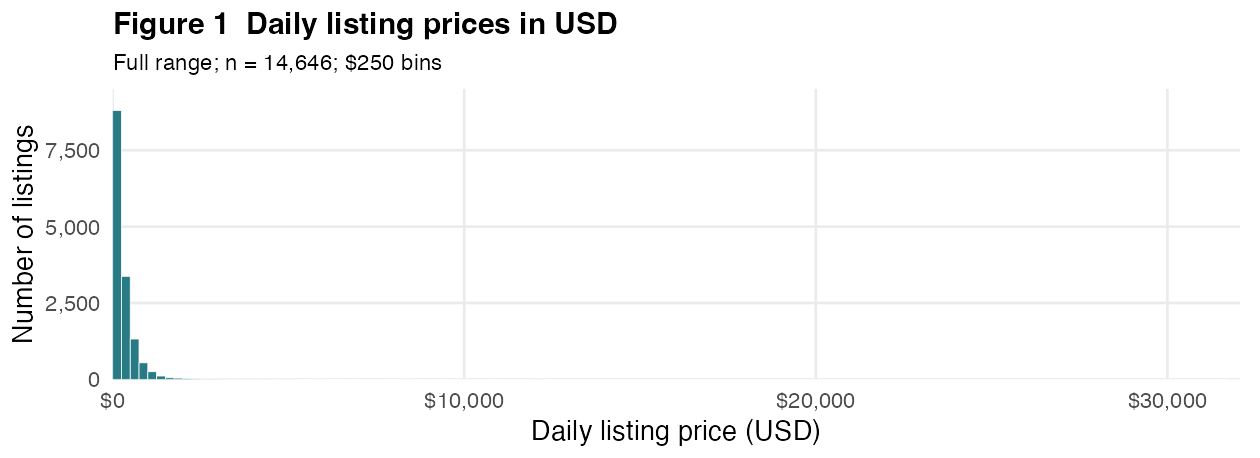 Figure 1  Daily listing prices in USD
Full range; n = 14,646; $250 bins
Number of listings
7,500
5,000
2,500
0
$0
$10,000
$20,000
$30,000
Daily listing price (USD)